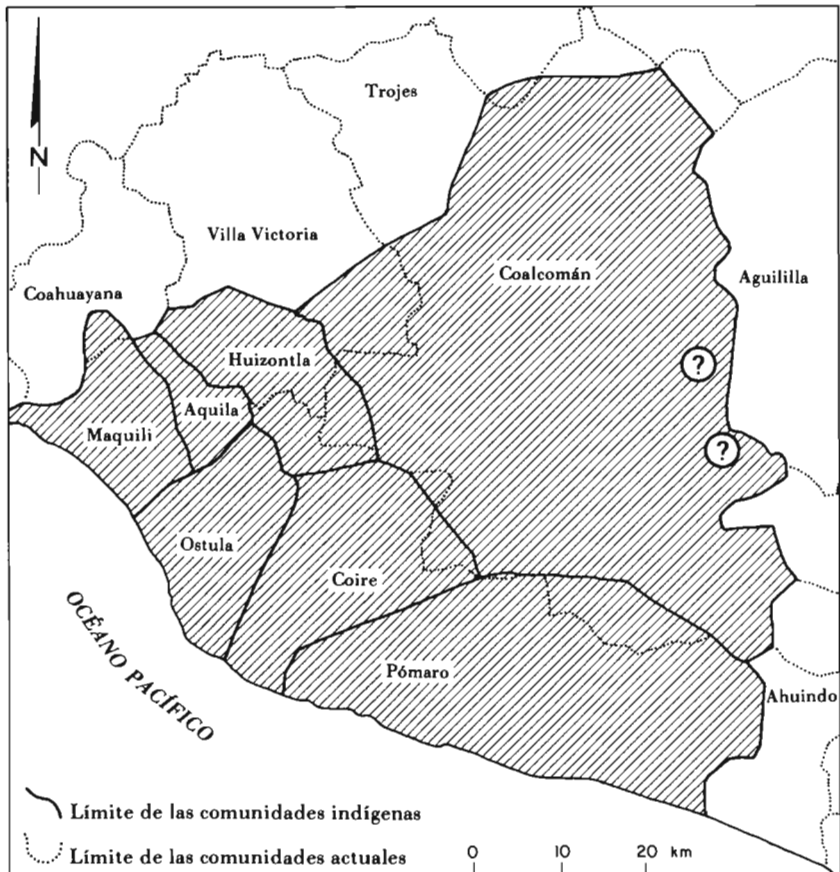 Trojes
N
Villa Victoria
Coalcomán
Aguililla
Coahuayana
Huizontla
?
Aquila
Maquili
?
Ostula
Coire
OCÉANO PACÍFICO
Pómaro
Ahuindo
Límite de las comunidades indígenas
Límite de las comunidades actuales
0 10 20 km